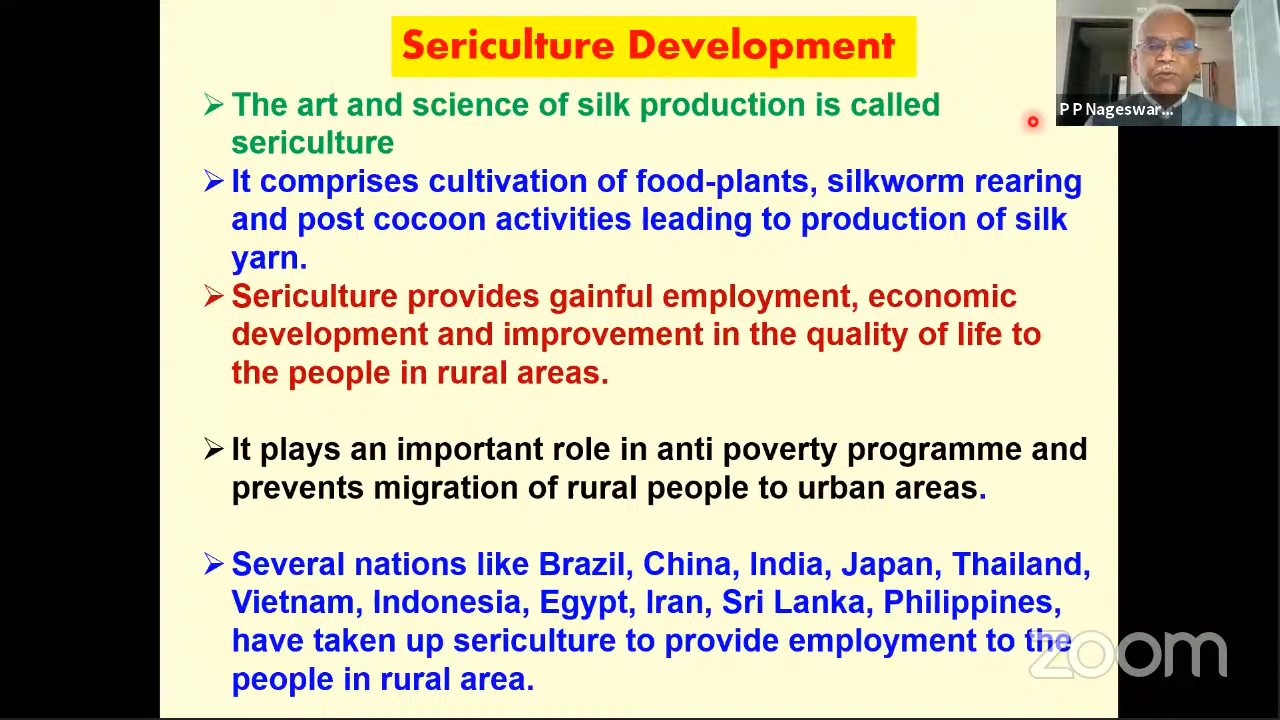 Sericulture Development
P P Nageswar...
➢ The art and science of silk production is called
sericulture
➢ It comprises cultivation of food-plants, silkworm rearing
and post cocoon activities leading to production of silk
yarn.
➢ Sericulture provides gainful employment, economic
development and improvement in the quality of life to
the people in rural areas.
➢ It plays an important role in anti poverty programme and
prevents migration of rural people to urban areas.
➢ Several nations like Brazil, China, India, Japan, Thailand,
Vietnam, Indonesia, Egypt, Iran, Sri Lanka, Philippines,
have taken up sericulture to provide employment to the
people in rural area.
zoom